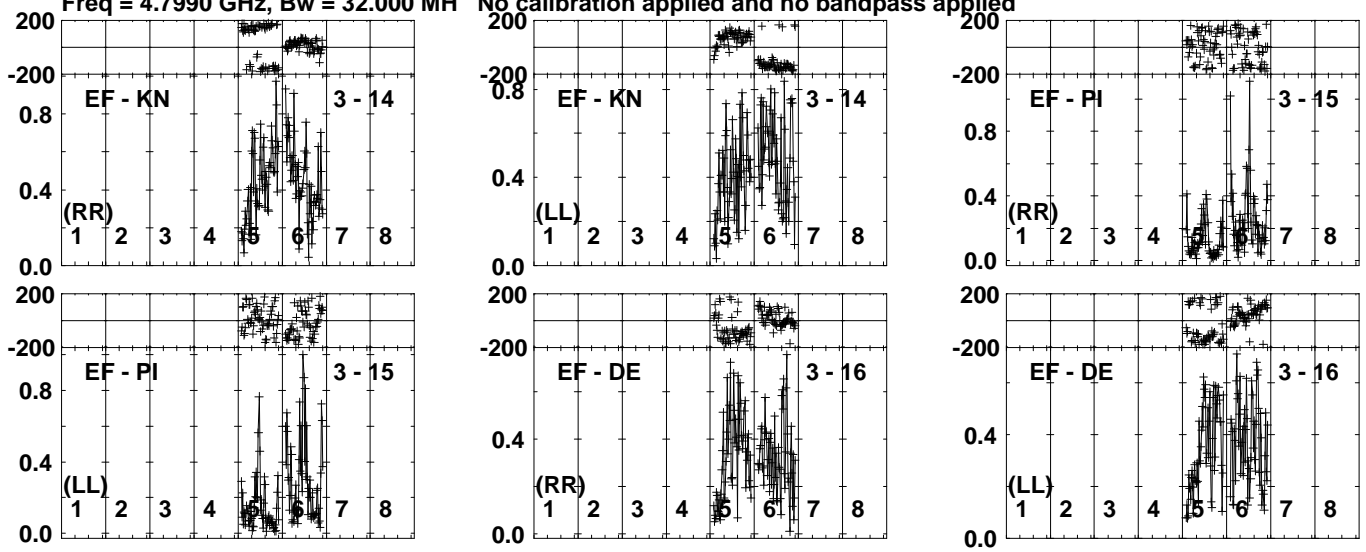 Freq = 4.7990 GHz, Bw = 32.000 MH No calibration applied and no bandpass applied
200
-200
EF - KN 3 - 14
0.8
0.4
(RR)
1 2 3 4 5 6 7 8
0.0
200
-200
0.8
EF - KN 3 - 14
0.4
(LL)
1 2 3 4 5 6 7 8
0.0
200
-200
EF - PI 3 - 15
0.8
0.4
(RR)
1 2 3 4 5 6 7 8
0.0
200
-200
EF - PI 3 - 15
0.8
0.4
(LL)
1 2 3 4 5 6 7 8
0.0
200
-200
EF - DE 3 - 16
0.4
(RR)
1 2 3 4 5 6 7 8
0.0
200
-200
EF - DE 3 - 16
0.4
(LL)
1 2 3 4 5 6 7 8
0.0